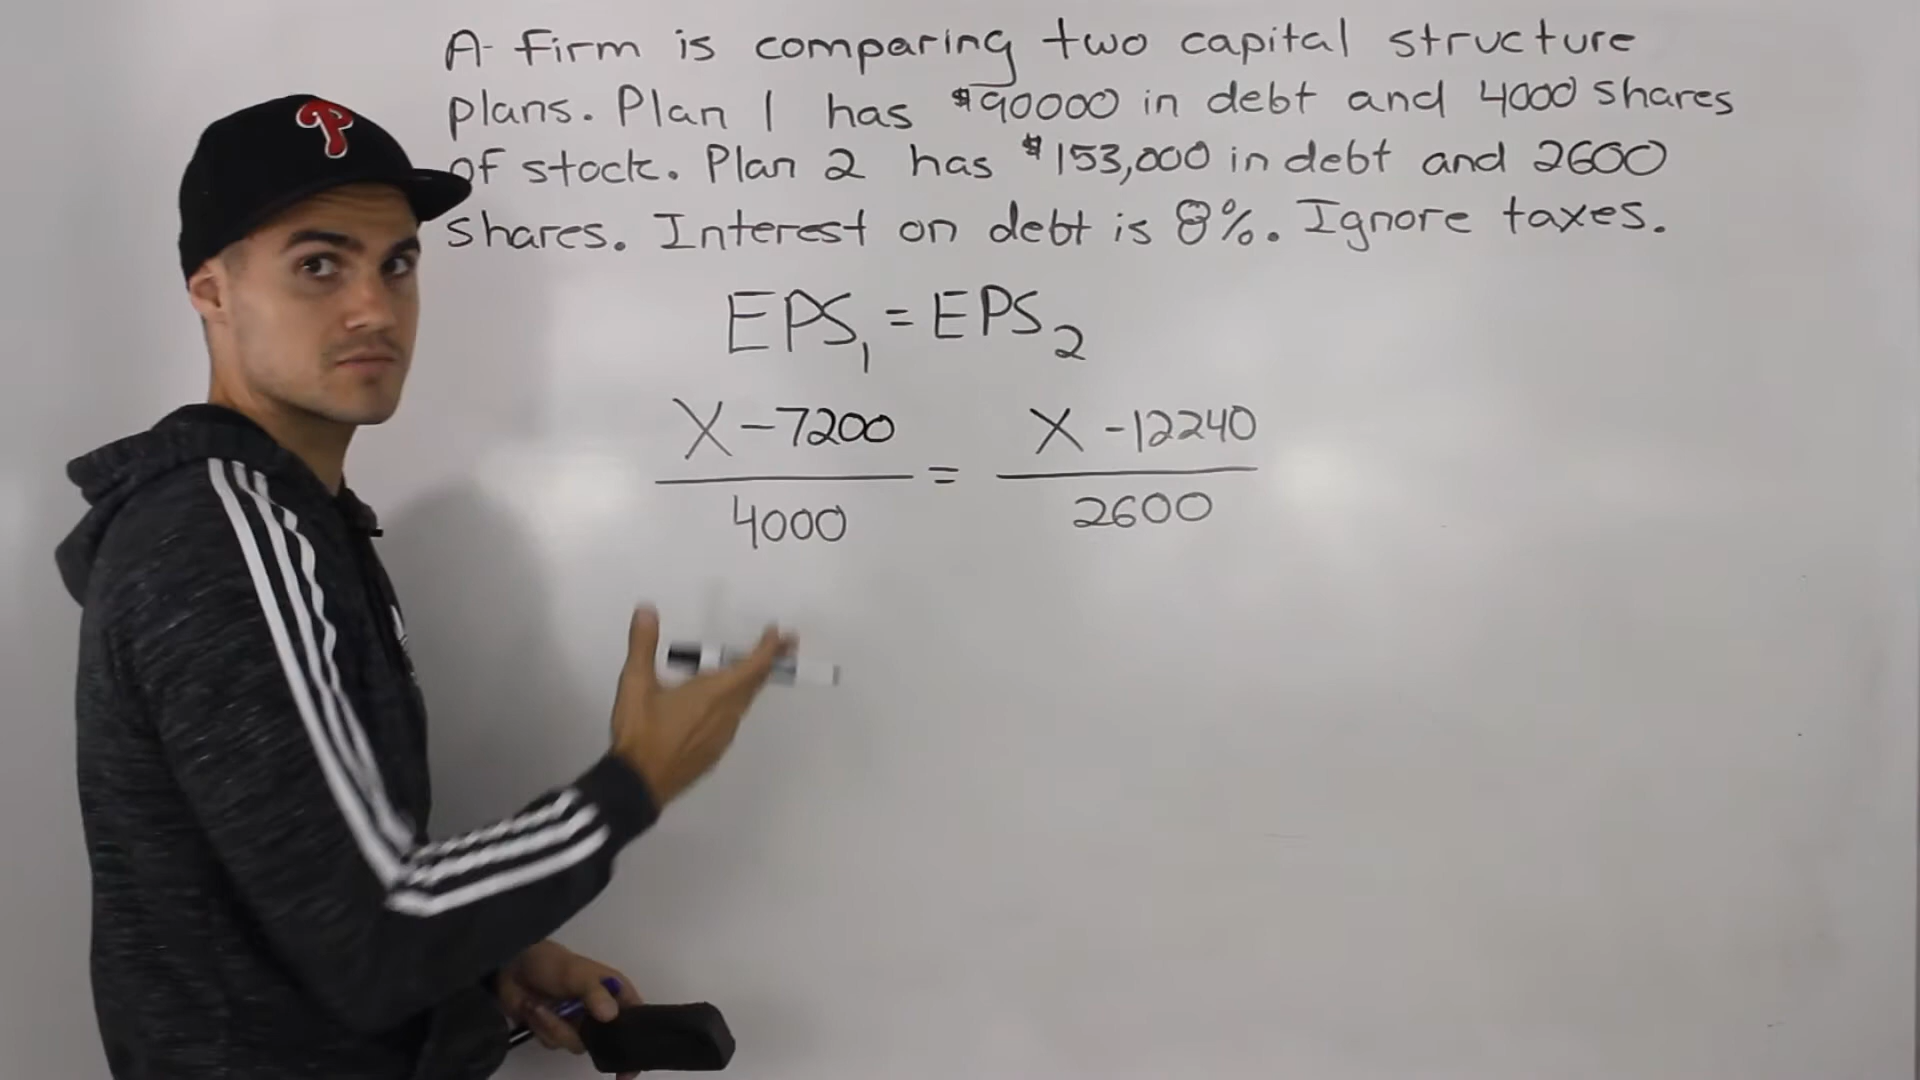 A firm is comparing two capital structure
plans. Plan 1 has $90000 in debt and 4000 shares
of stock. Plan 2 has $153,000 in debt and 2600
shares. Interest on debt is 8%. Ignore taxes.
EPS₁ = EPS₂
X - 7200 / 4000 = X - 12240 / 2600
P